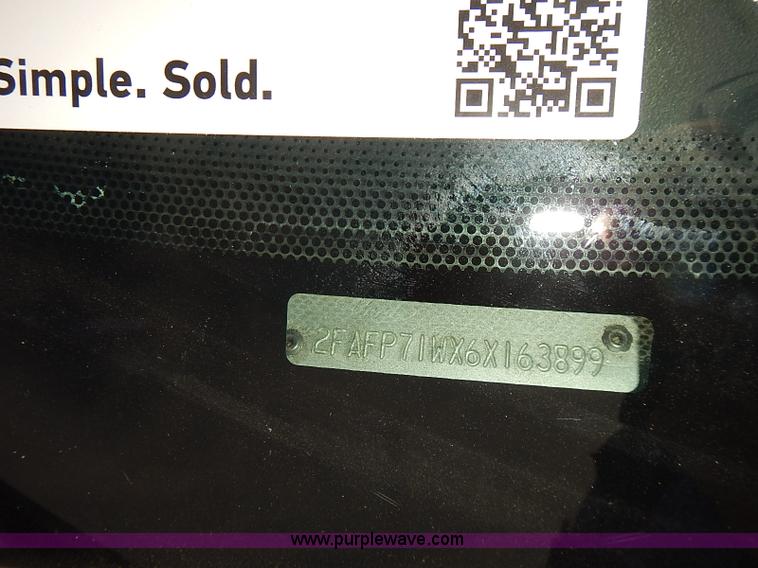 Simple. Sold.
2FAFP71WX6X163899
www.purplewave.com